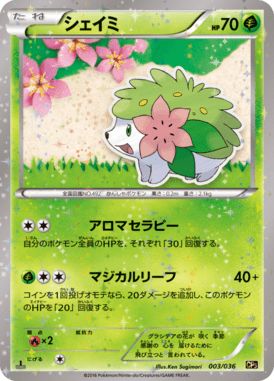 たね シェイミ HP70
全国図鑑NO.492 かんしゃポケモン 高さ：0.2m 重さ：2.1kg
アロマセラピー
自分のポケモン全員のHPを、それぞれ「30」回復する。
マジカルリーフ 40+
コインを1回投げオモテなら、20ダメージを追加し、このポケモンのHPを「20」回復する。
弱点 ×2 抵抗力
にげる
グラシデアの花が 咲く 季節
感謝の 心を 届けるために
飛び立つと 言われている。
Illus.Ken Sugimori 003/036
©2016 Pokémon/Nintendo/Creatures/GAME FREAK.